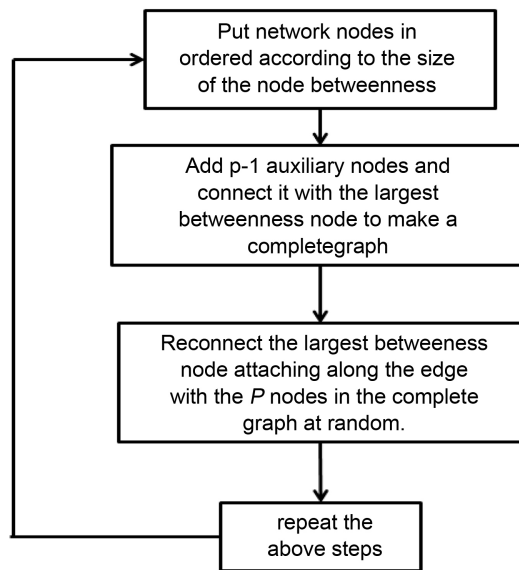 Put network nodes in
ordered according to the size
of the node betweenness
Add p-1 auxiliary nodes and
connect it with the largest
betweenness node to make a
completegraph
Reconnect the largest betweeness
node attaching along the edge
with the P nodes in the complete
graph at random.
repeat the
above steps